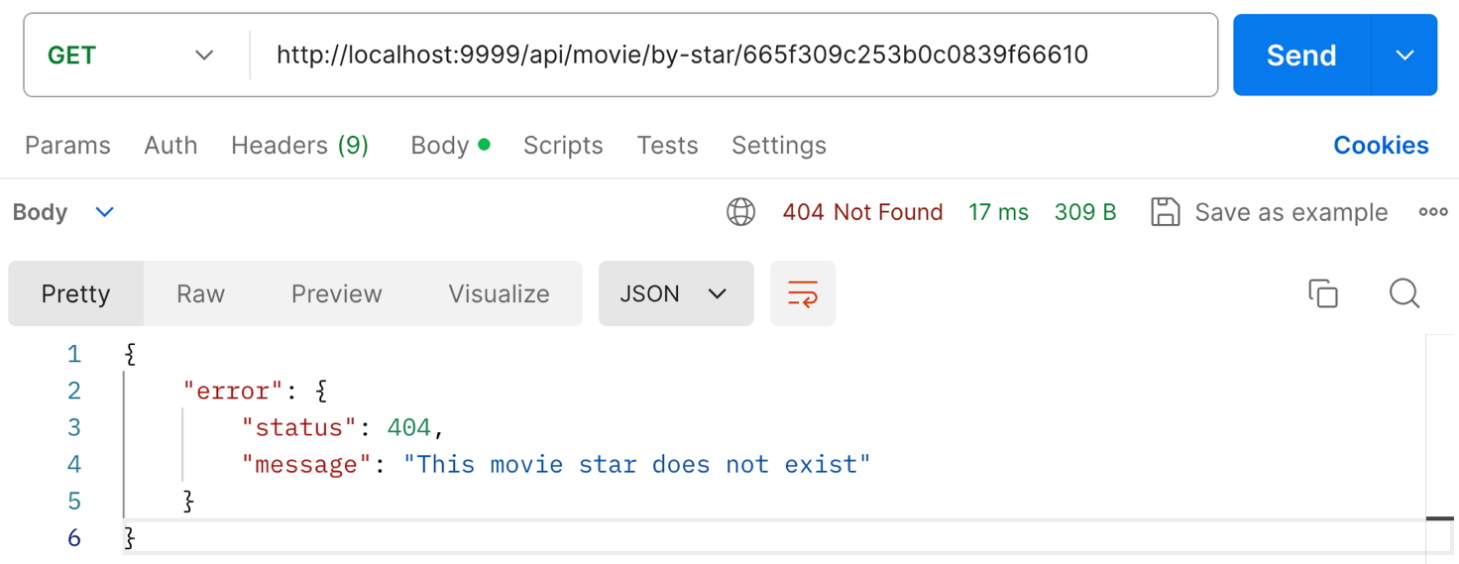 GET http://localhost:9999/api/movie/by-star/665f309c253b0c0839f66610 Send
Params Auth Headers (9) Body Scripts Tests Settings Cookies
Body 404 Not Found 17 ms 309 B Save as example
Pretty Raw Preview Visualize JSON
1 {
2 "error": {
3 "status": 404,
4 "message": "This movie star does not exist"
5 }
6 }